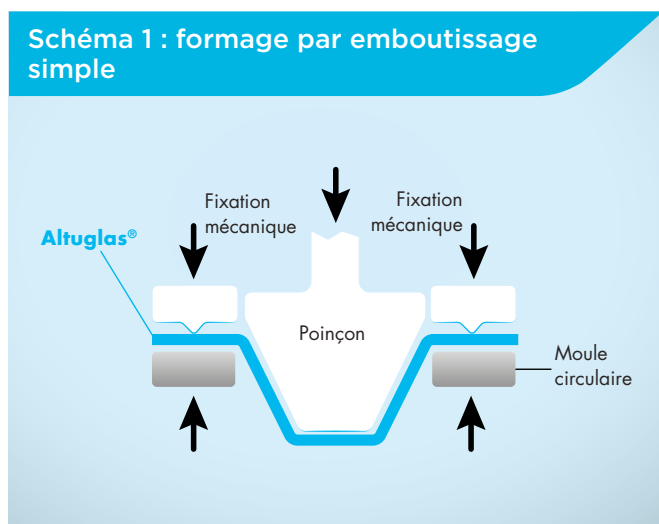 Schéma 1 : formage par emboutissage
simple
Fixation
mécanique
Fixation
mécanique
Altuglas®
Poinçon
Moule
circulaire